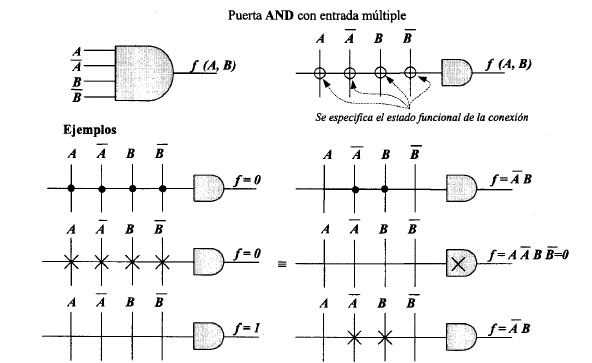 Puerta AND con entrada múltiple
A
A̅
B
B̅
f (A, B)
A A̅ B B̅
f (A, B)
Se especifica el estado funcional de la conexión
Ejemplos
A A̅ B B̅
f=0
A A̅ B B̅
f=A̅ B
A A̅ B B̅
f=0
≡
A A̅ B B̅
f=A A̅ B B̅=0
A A̅ B B̅
f=1
A A̅ B B̅
f=A̅ B